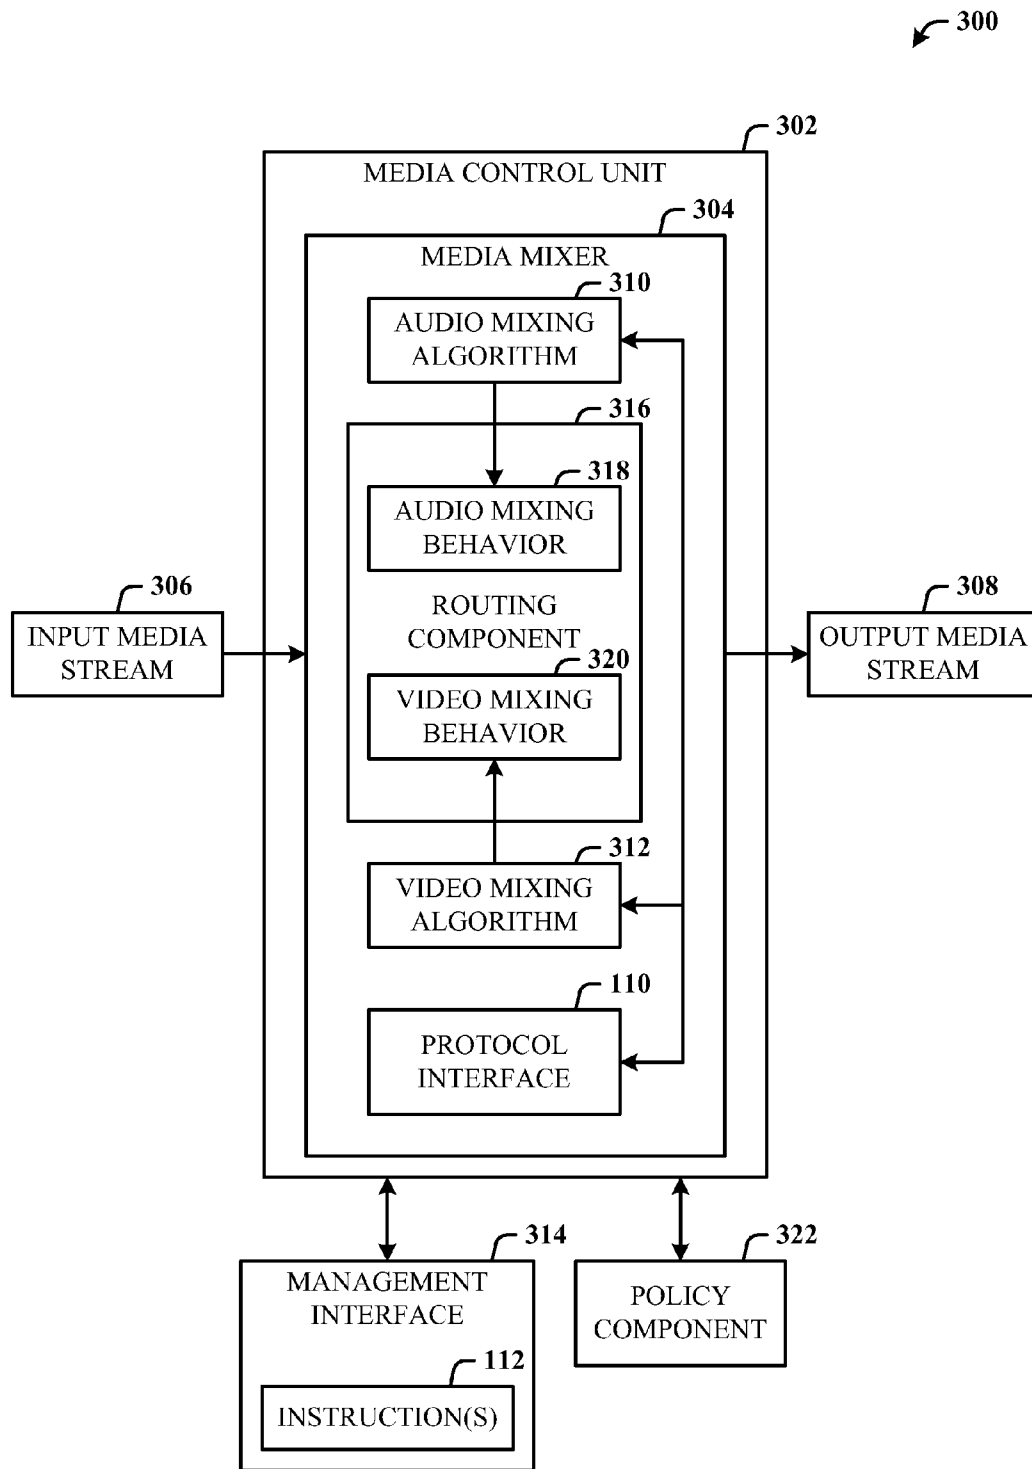 300
302
MEDIA CONTROL UNIT
304
MEDIA MIXER
310
AUDIO MIXING
ALGORITHM
316
318
AUDIO MIXING
BEHAVIOR
306
INPUT MEDIA
STREAM
ROUTING
COMPONENT
308
OUTPUT MEDIA
STREAM
320
VIDEO MIXING
BEHAVIOR
312
VIDEO MIXING
ALGORITHM
110
PROTOCOL
INTERFACE
314
MANAGEMENT
INTERFACE
112
INSTRUCTION(S)
322
POLICY
COMPONENT